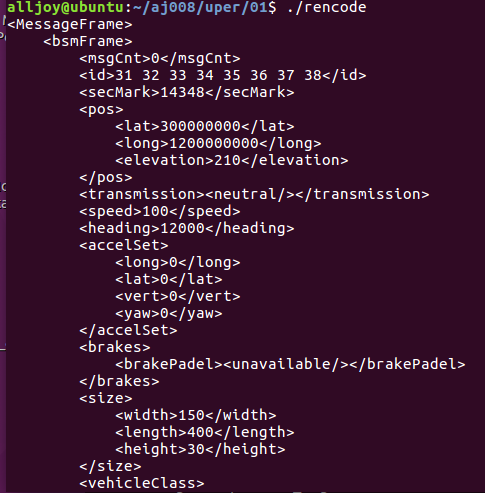 alljoy@ubuntu:~/aj008/uper/01$ ./rencode
<MessageFrame>
    <bsmFrame>
        <msgCnt>0</msgCnt>
        <id>31 32 33 34 35 36 37 38</id>
        <secMark>14348</secMark>
        <pos>
            <lat>300000000</lat>
            <long>1200000000</long>
            <elevation>210</elevation>
        </pos>
        <transmission><neutral/></transmission>
        <speed>100</speed>
        <heading>12000</heading>
        <accelSet>
            <long>0</long>
            <lat>0</lat>
            <vert>0</vert>
            <yaw>0</yaw>
        </accelSet>
        <brakes>
            <brakePadel><unavailable/></brakePadel>
        </brakes>
        <size>
            <width>150</width>
            <length>400</length>
            <height>30</height>
        </size>
        <vehicleClass>